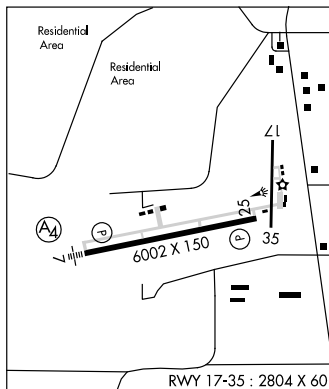 Residential
Area
Residential
Area
17
25
A4
P
P
7
6002 X 150
35
RWY 17-35 : 2804 X 60